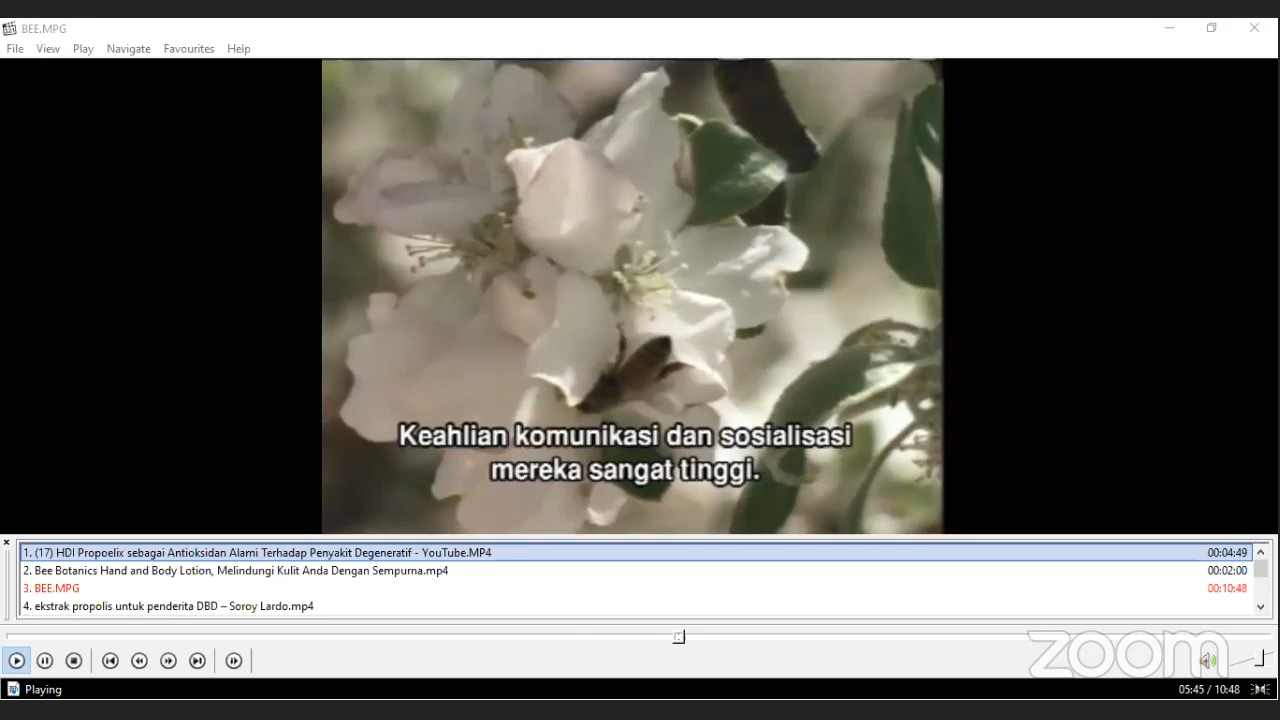 BEE.MPG
File View Play Navigate Favourites Help
Keahlian komunikasi dan sosialisasi
mereka sangat tinggi.
1. (17) HDI Propoelix sebagai Antioksidan Alami Terhadap Penyakit Degeneratif - YouTube.MP4 00:04:49
2. Bee Botanics Hand and Body Lotion, Melindungi Kulit Anda Dengan Sempurna.mp4 00:02:00
3. BEE.MPG 00:10:48
4. ekstrak propolis untuk penderita DBD – Soroy Lardo.mp4
zoom
Playing 05:45 / 10:48